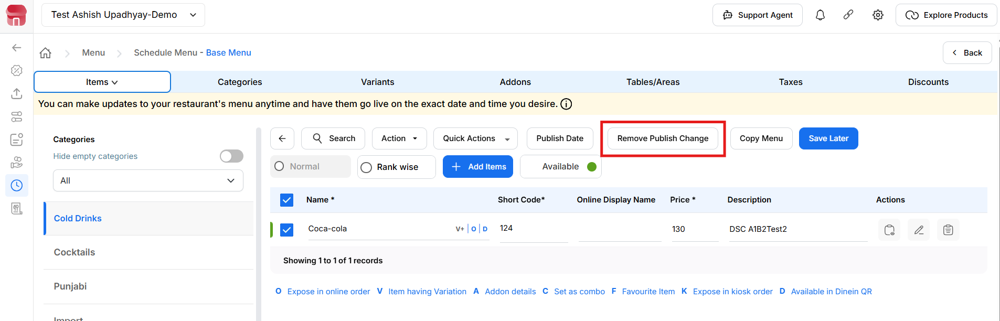 Test Ashish Upadhyay-Demo
Support Agent
Explore Products
Menu
Schedule Menu - Base Menu
Back
Items
Categories
Variants
Addons
Tables/Areas
Taxes
Discounts
You can make updates to your restaurant's menu anytime and have them go live on the exact date and time you desire.
Categories
Hide empty categories
All
Cold Drinks
Cocktails
Punjabi
Import
Search
Action
Quick Actions
Publish Date
Remove Publish Change
Copy Menu
Save Later
Normal
Rank wise
Add Items
Available
Name *
Short Code*
Online Display Name
Price *
Description
Actions
Coca-cola
V+ | O | D
124
130
DSC A1B2Test2
Showing 1 to 1 of 1 records
O Expose in online order V Item having Variation A Addon details C Set as combo F Favourite Item K Expose in kiosk order D Available in Dinein QR